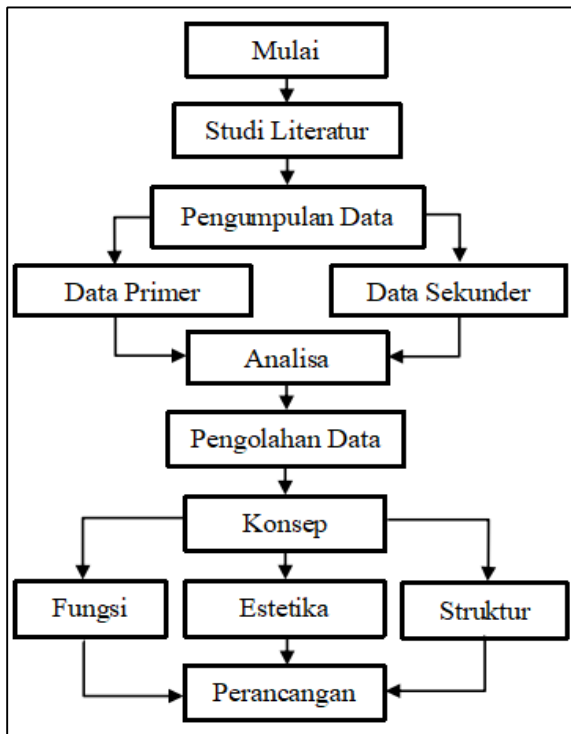 Mulai
Studi Literatur
Pengumpulan Data
Data Primer
Data Sekunder
Analisa
Pengolahan Data
Konsep
Fungsi
Estetika
Struktur
Perancangan